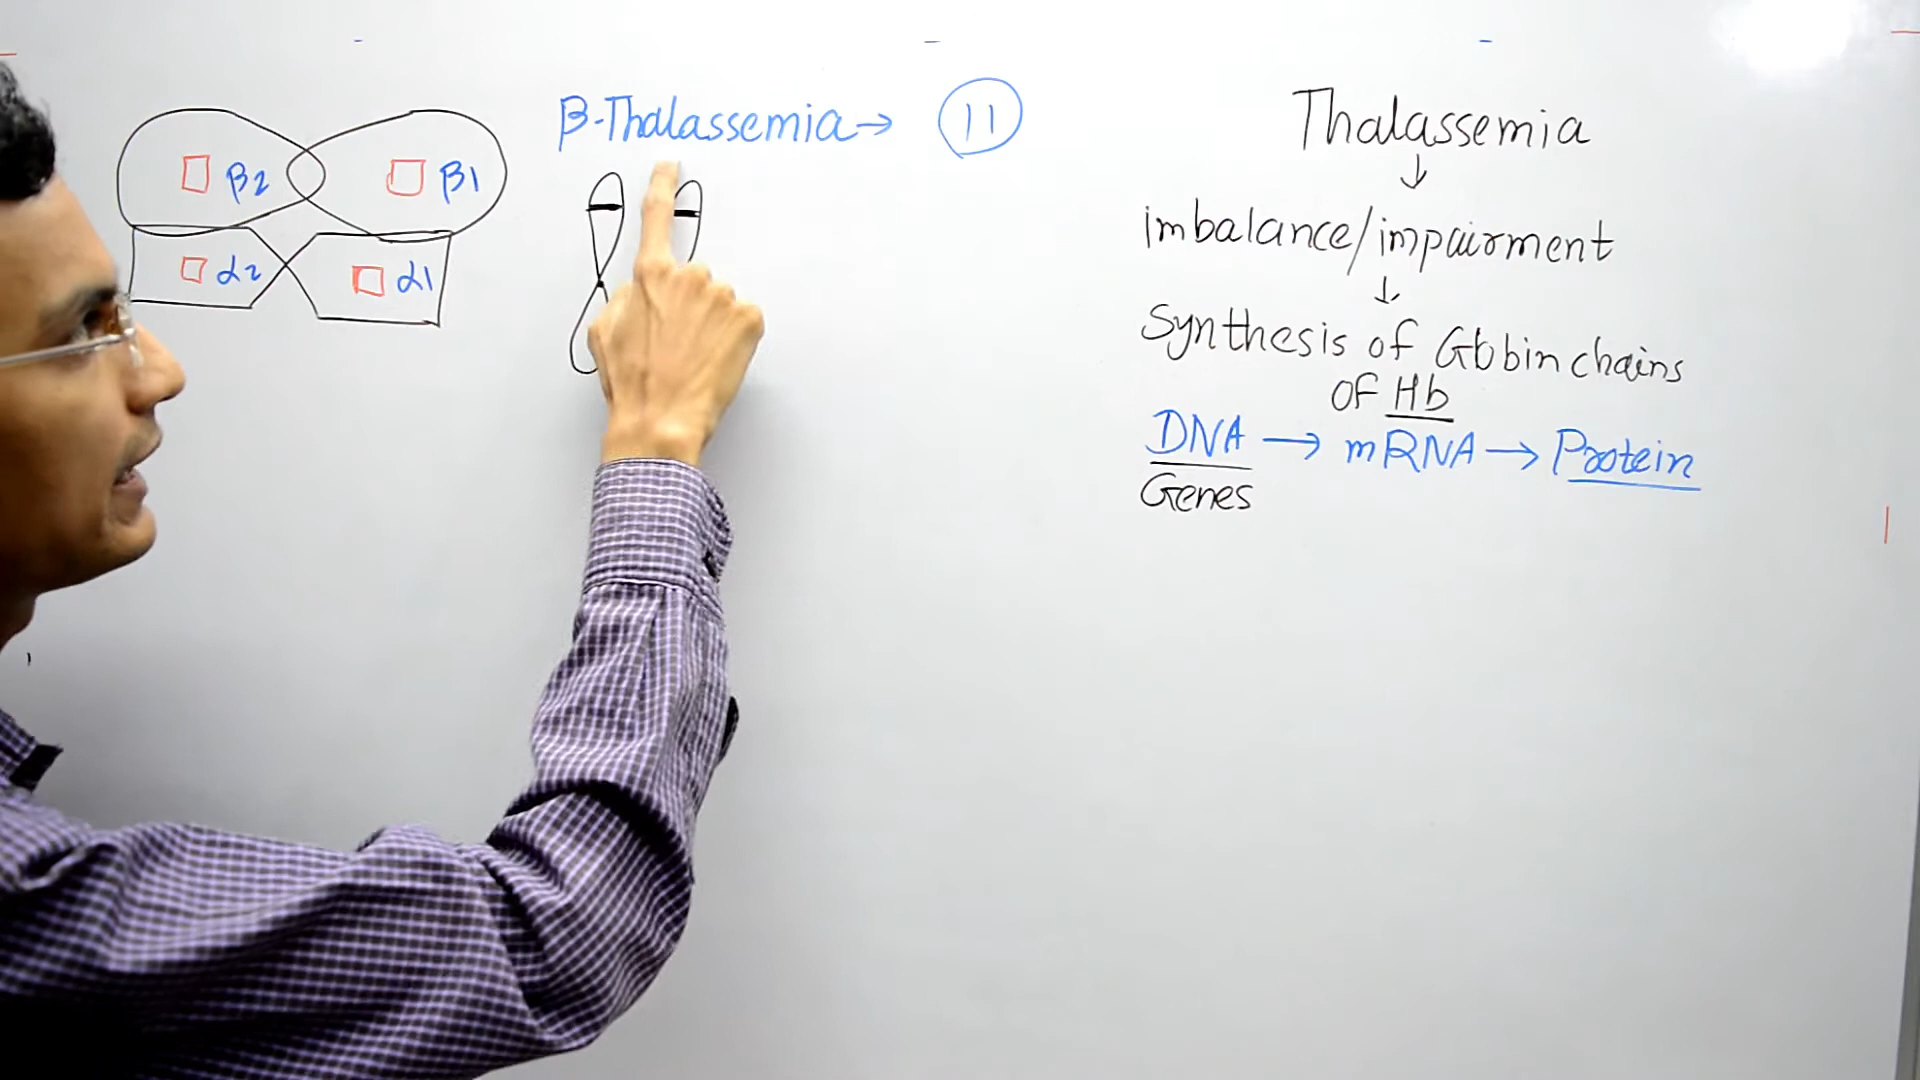 β2 β1
α2 α1
β-Thalassemia→ 11
Thalassemia
↓
imbalance/impairment
↓
Synthesis of Globin chains
OF Hb
DNA → mRNA → Protein
Genes